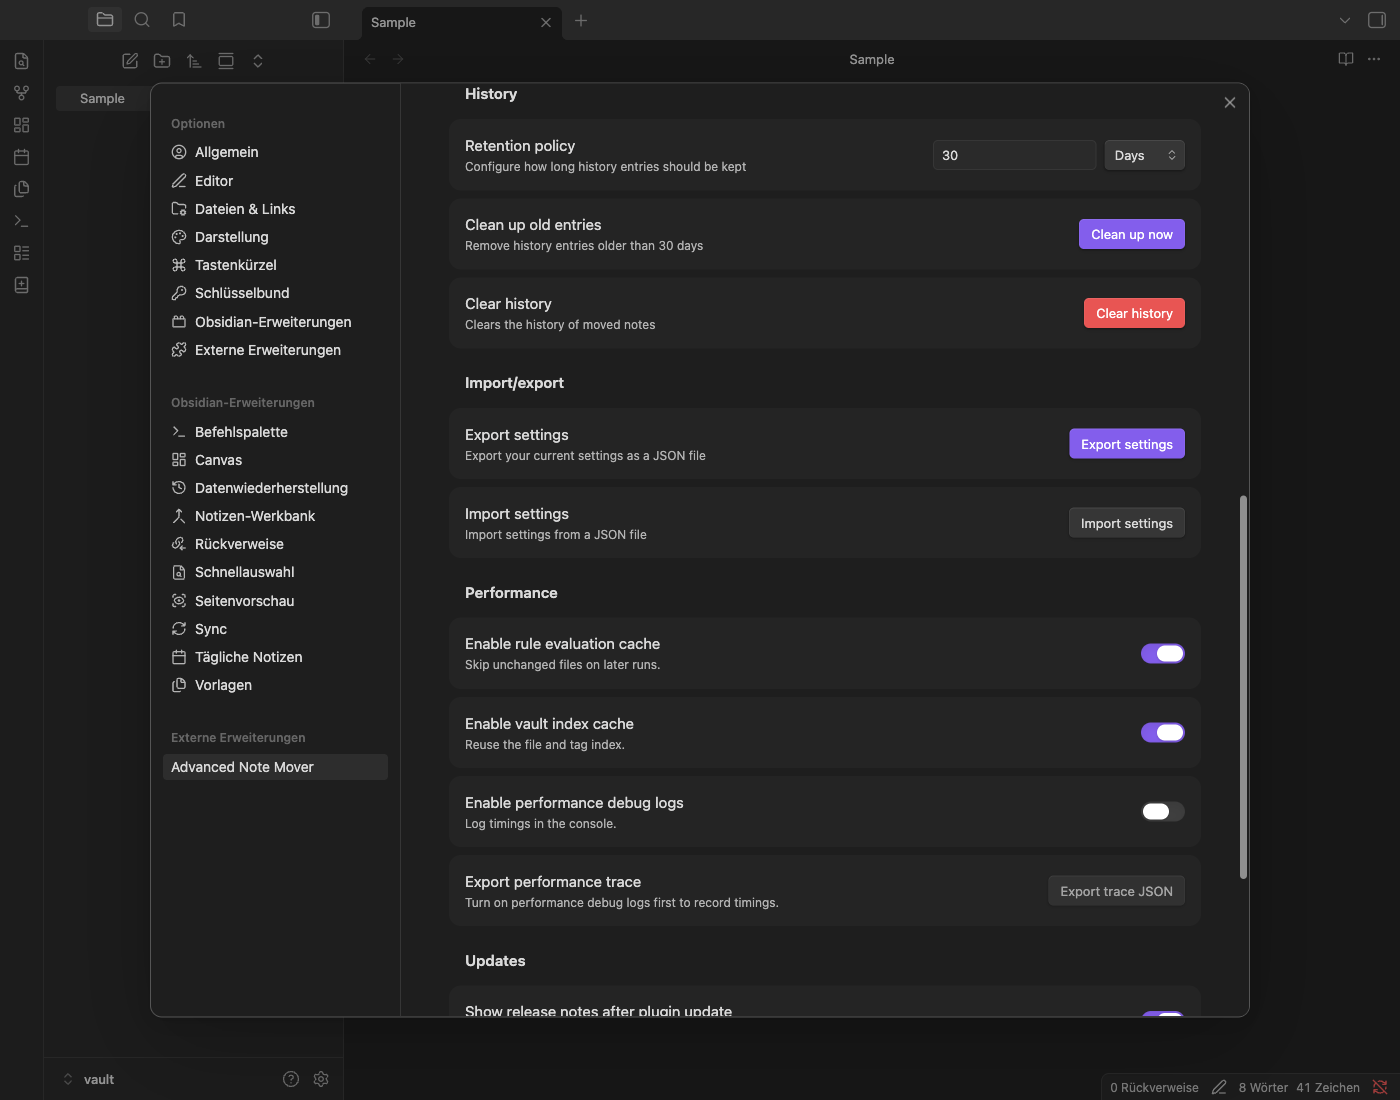 Sample
Sample
Sample
Optionen
Allgemein
Editor
Dateien & Links
Darstellung
Tastenkürzel
Schlüsselbund
Obsidian-Erweiterungen
Externe Erweiterungen
Obsidian-Erweiterungen
Befehlspalette
Canvas
Datenwiederherstellung
Notizen-Werkbank
Rückverweise
Schnellauswahl
Seitenvorschau
Sync
Tägliche Notizen
Vorlagen
Externe Erweiterungen
Advanced Note Mover
History
Retention policy
Configure how long history entries should be kept
30
Days
Clean up old entries
Remove history entries older than 30 days
Clean up now
Clear history
Clears the history of moved notes
Clear history
Import/export
Export settings
Export your current settings as a JSON file
Export settings
Import settings
Import settings from a JSON file
Import settings
Performance
Enable rule evaluation cache
Skip unchanged files on later runs.
Enable vault index cache
Reuse the file and tag index.
Enable performance debug logs
Log timings in the console.
Export performance trace
Turn on performance debug logs first to record timings.
Export trace JSON
Updates
Show release notes after plugin update
vault
0 Rückverweise
8 Wörter
41 Zeichen